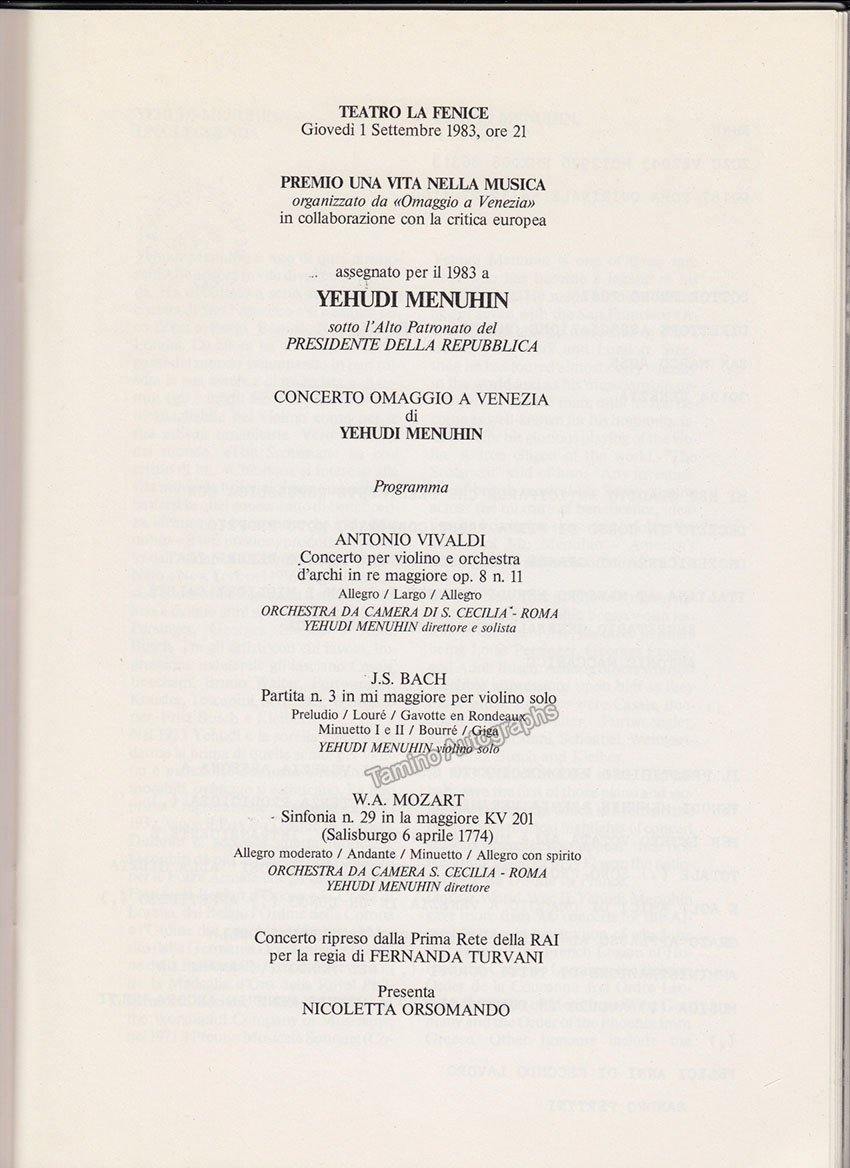 TEATRO LA FENICE
Giovedì 1 Settembre 1983, ore 21
PREMIO UNA VITA NELLA MUSICA
organizzato da «Omaggio a Venezia»
in collaborazione con la critica europea
assegnato per il 1983 a
YEHUDI MENUHIN
sotto l'Alto Patronato del
PRESIDENTE DELLA REPUBBLICA
CONCERTO OMAGGIO A VENEZIA
di
YEHUDI MENUHIN
Programma
ANTONIO VIVALDI
Concerto per violino e orchestra
d'archi in re maggiore op. 8 n. 11
Allegro / Largo / Allegro
ORCHESTRA DA CAMERA DI S. CECILIA - ROMA
YEHUDI MENUHIN direttore e solista
J.S. BACH
Partita n. 3 in mi maggiore per violino solo
Preludio / Louré / Gavotte en Rondeaux
Minuetto I e II / Bourré / Giga
YEHUDI MENUHIN violino solo
Tamino Autographs
W.A. MOZART
Sinfonia n. 29 in la maggiore KV 201
(Salisburgo 6 aprile 1774)
Allegro moderato / Andante / Minuetto / Allegro con spirito
ORCHESTRA DA CAMERA S. CECILIA - ROMA
YEHUDI MENUHIN direttore
Concerto ripreso dalla Prima Rete della RAI
per la regia di FERNANDA TURVANI
Presenta
NICOLETTA ORSOMANDO